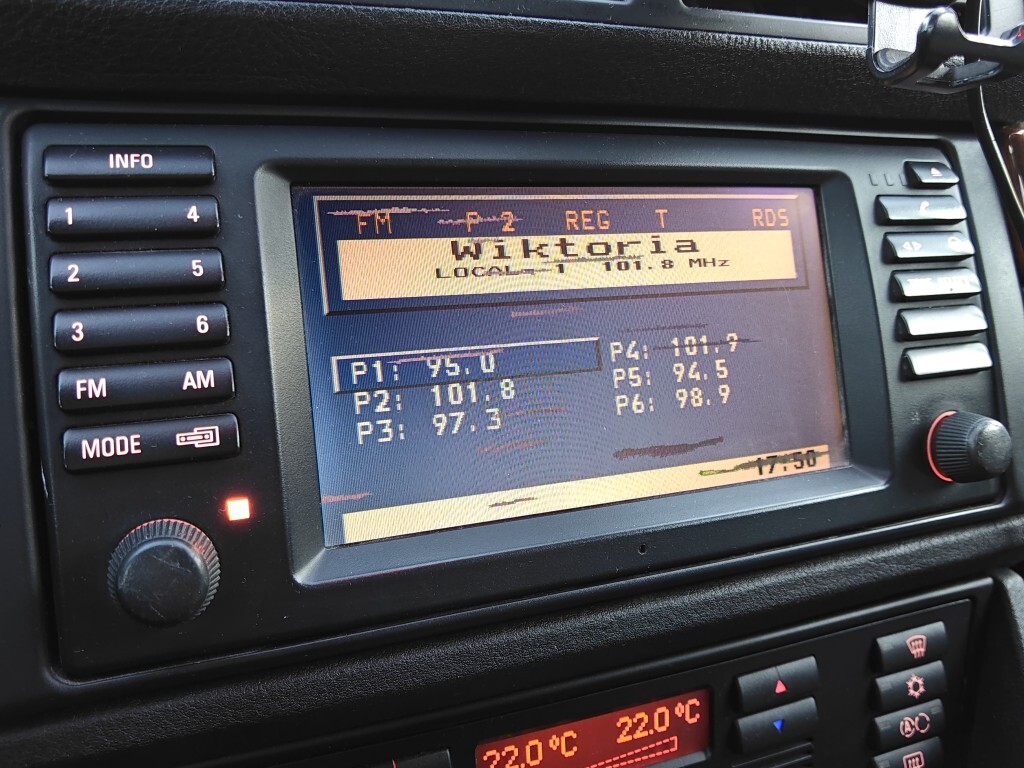 INFO
1 4
2 5
3 6
FM AM
MODE
FM P 2 REG T RDS
Wiktoria
LOCAL-1 101.8 MHz
P1: 95.0
P2: 101.8
P3: 97.3
P4: 101.9
P5: 94.5
P6: 98.9
17:50
22.0°C 22.0°C
A